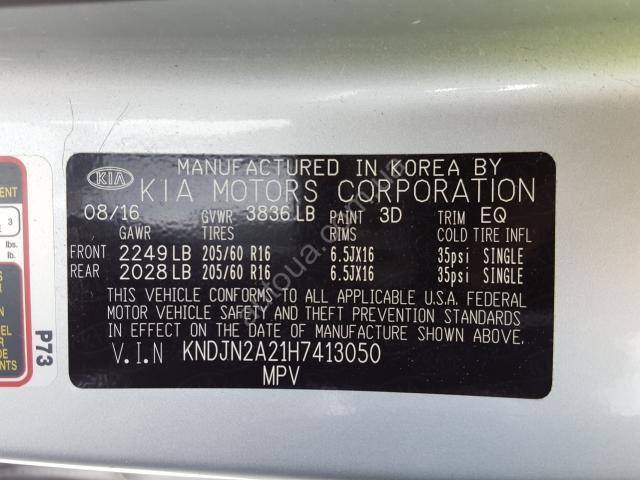 MANUFACTURED IN KOREA BY
KIA KIA MOTORS CORPORATION
08/16 GVWR 3836 LB PAINT 3D TRIM EQ
GAWR TIRES RIMS COLD TIRE INFL
FRONT 2249 LB 205/60 R16 6.5JX16 35psi SINGLE
REAR 2028 LB 205/60 R16 6.5JX16 35psi SINGLE
THIS VEHICLE CONFORMS TO ALL APPLICABLE U.S.A. FEDERAL
MOTOR VEHICLE SAFETY AND THEFT PREVENTION STANDARDS
IN EFFECT ON THE DATE OF MANUFACTURE SHOWN ABOVE.
V.I.N KNDJN2A21H7413050
MPV
P73
3
lbs.
lb.